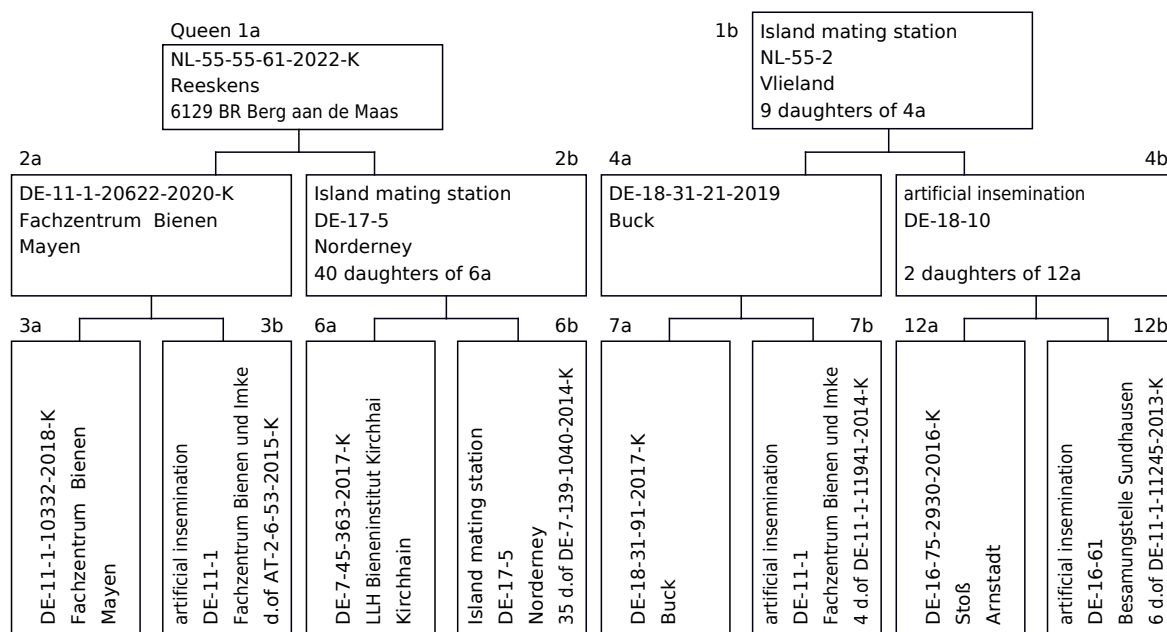 Queen 1a
NL-55-55-61-2022-K
Reeskens
6129 BR Berg aan de Maas
1b
Island mating station
NL-55-2
Vlieland
9 daughters of 4a
2a
DE-11-1-20622-2020-K
Fachzentrum Bienen
Mayen
2b
Island mating station
DE-17-5
Norderney
40 daughters of 6a
4a
DE-18-31-21-2019
Buck
4b
artificial insemination
DE-18-10
2 daughters of 12a
3a
DE-11-1-10332-2018-K
Fachzentrum Bienen
Mayen
3b
artificial insemination
DE-11-1
Fachzentrum Bienen und Imke
d.of AT-2-6-53-2015-K
6a
DE-7-45-363-2017-K
LLH Bieneninstitut Kirchhai
Kirchhain
6b
Island mating station
DE-17-5
Norderney
35 d.of DE-7-139-1040-2014-K
7a
DE-18-31-91-2017-K
Buck
7b
artificial insemination
DE-11-1
Fachzentrum Bienen und Imke
4 d.of DE-11-1-11941-2014-K
12a
DE-16-75-2930-2016-K
Stoß
Arnstadt
12b
artificial insemination
DE-16-61
Besamungstelle Sundhausen
6 d.of DE-11-1-11245-2013-K